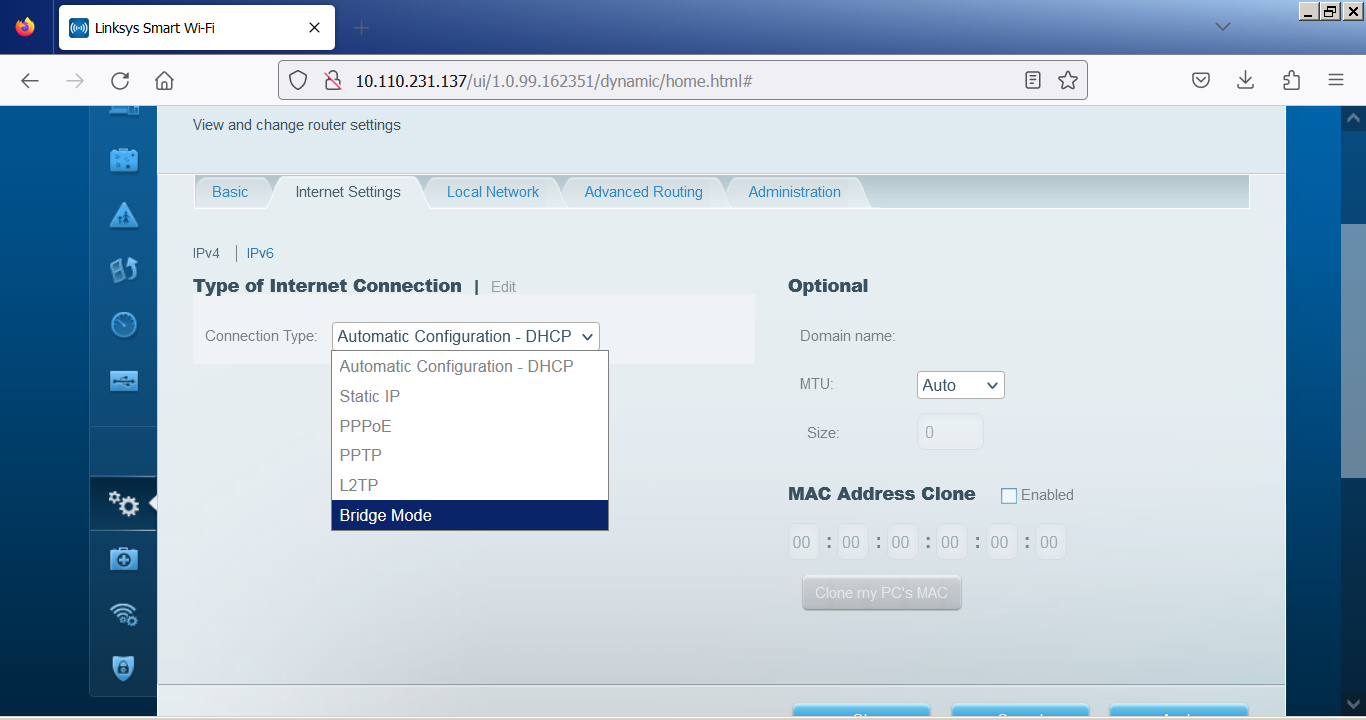 Linksys Smart Wi-Fi
10.110.231.137/ui/1.0.99.162351/dynamic/home.html#
View and change router settings
Basic Internet Settings Local Network Advanced Routing Administration
IPv4 | IPv6
Type of Internet Connection | Edit
Connection Type: Automatic Configuration - DHCP
Automatic Configuration - DHCP
Static IP
PPPoE
PPTP
L2TP
Bridge Mode
Optional
Domain name:
MTU: Auto
Size: 0
MAC Address Clone Enabled
00 : 00 : 00 : 00 : 00 : 00
Clone my PC's MAC